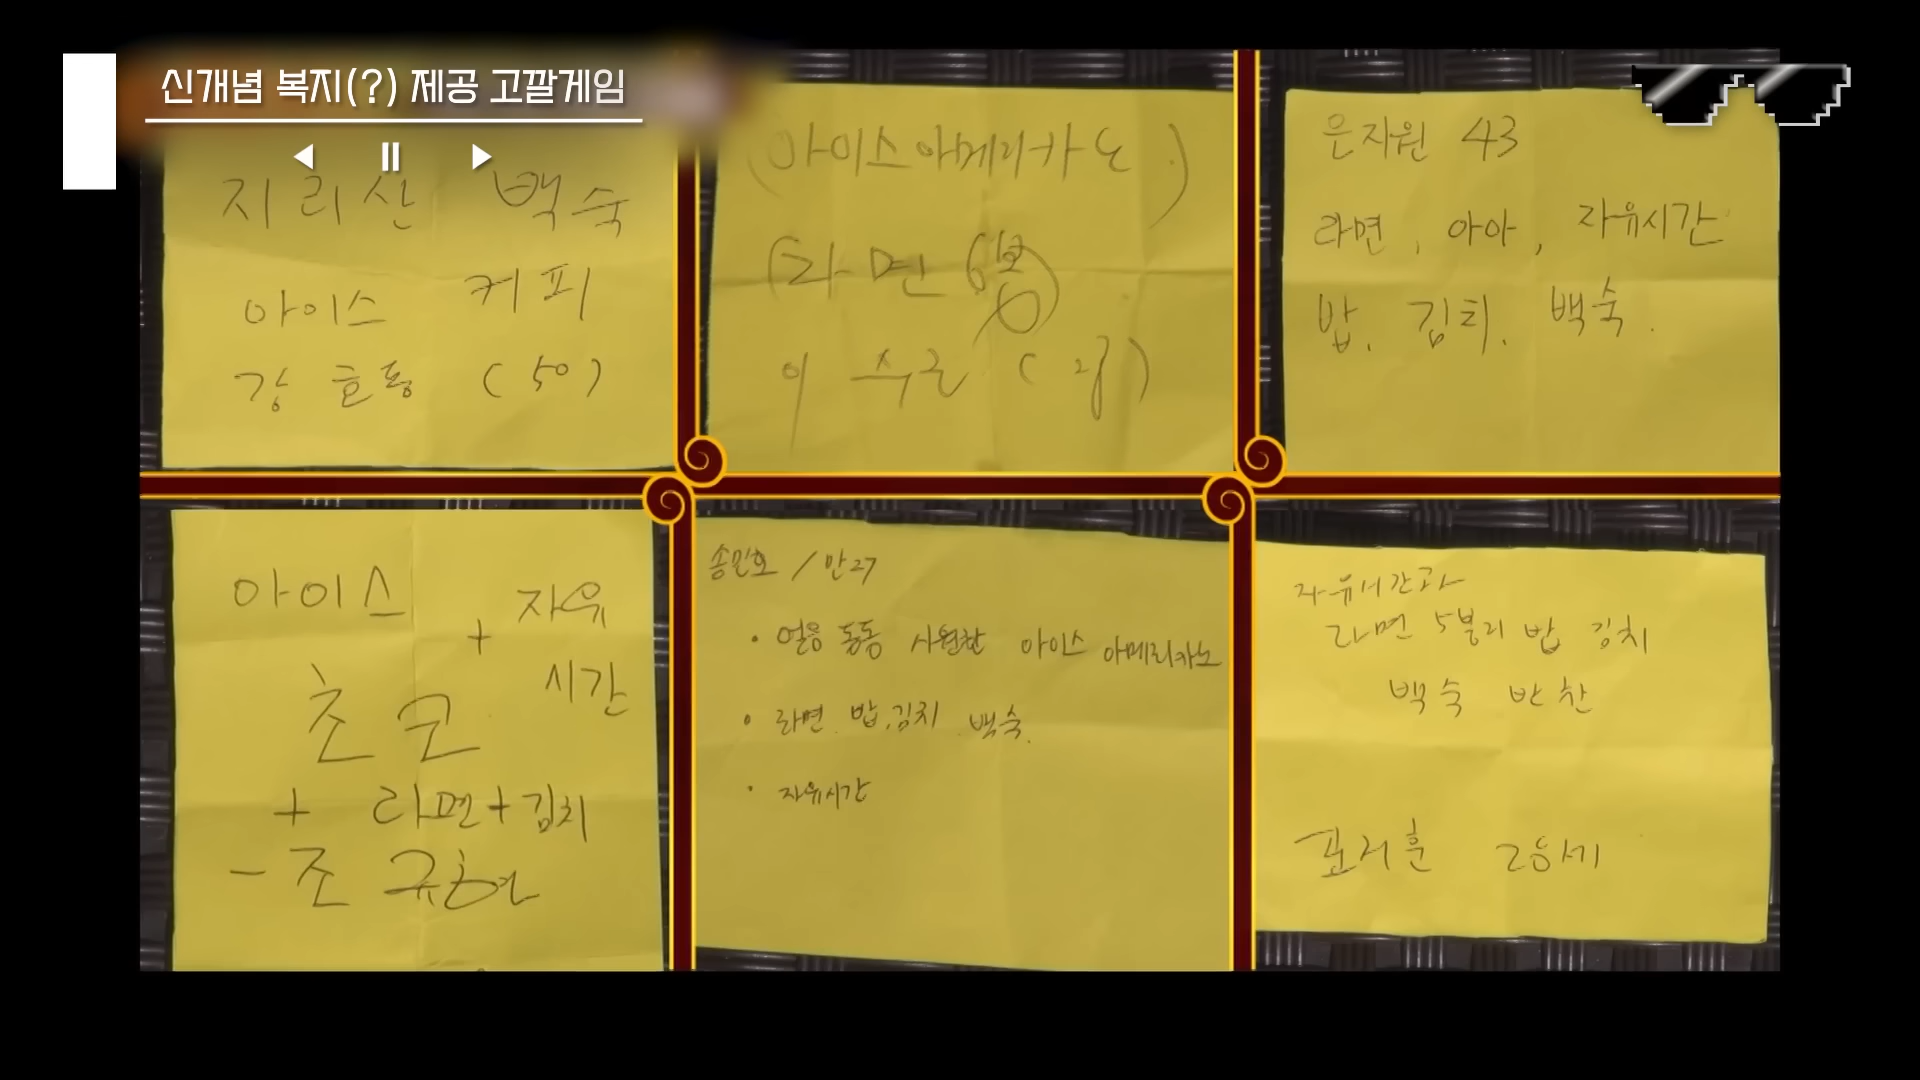 신개념 복지(?) 제공 고깔게임
지리산 백숙
아이스 커피
강호동 (50)
(아이스아메리카노)
(라면
이수근
은지원 43
라면, 아아, 자유시간
밥. 김치. 백숙.
아이스 + 자유
시간
초코
+ 라면+김치
- 조규현
송민호 / 만27
• 얼음 동동 시원한 아이스 아메리카노
• 라면 밥.김치 백숙.
• 자유시간
자유시간과
라면 5봉지 밥 김치
백숙 반찬
표지훈 28세